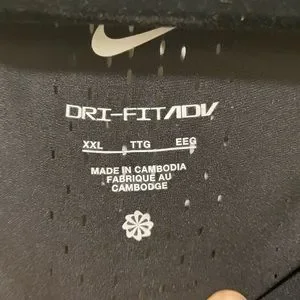 DRI-FIT ADV
XXL TTG EEG
MADE IN CAMBODIA
FABRIQUÉ AU
CAMBODGE